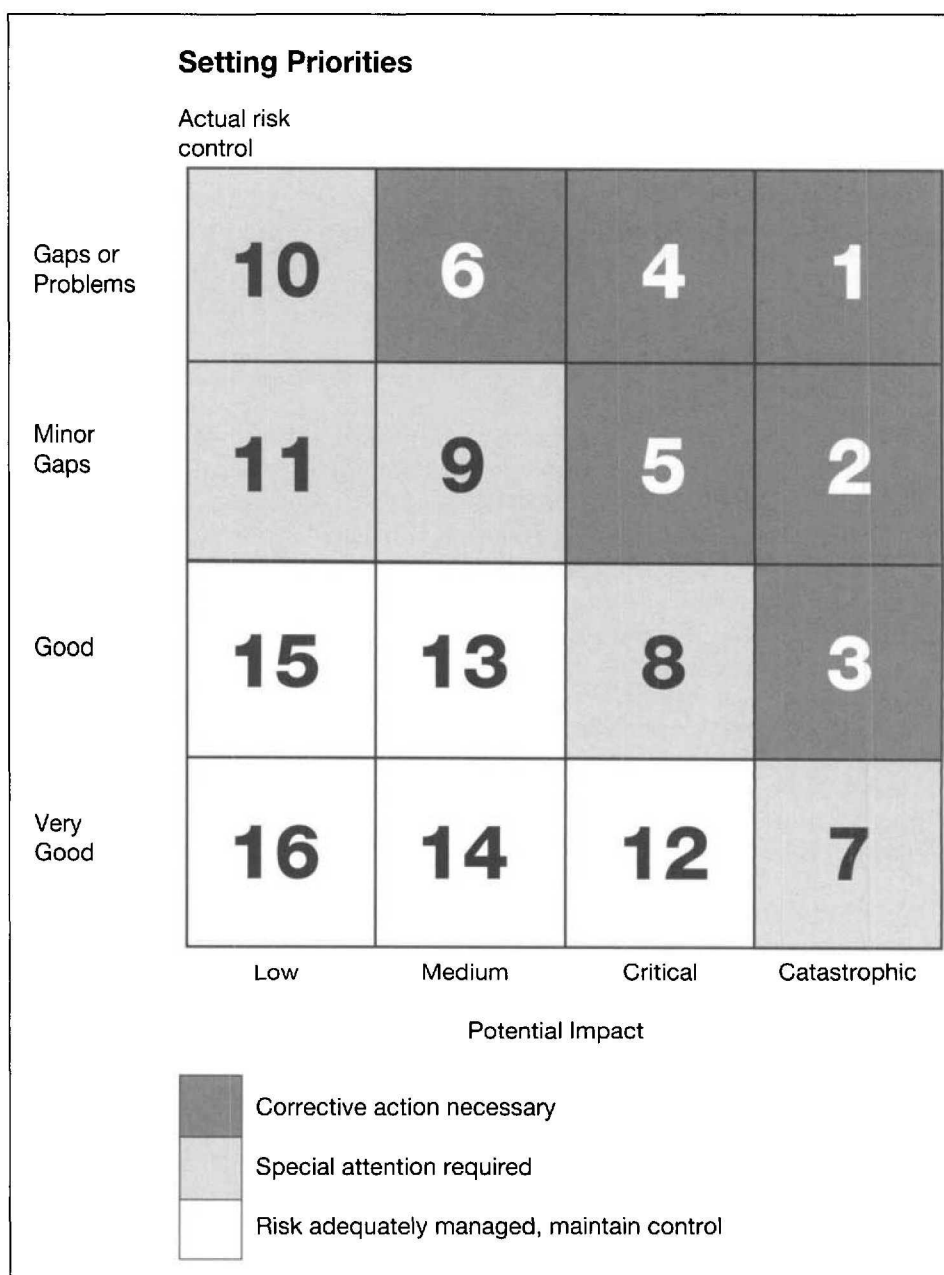 Setting Priorities
Actual risk
control
Gaps or
Problems
10
6
4
1
Minor
Gaps
11
9
5
2
Good
15
13
8
3
Very
Good
16
14
12
7
Low
Medium
Critical
Catastrophic
Potential Impact
Corrective action necessary
Special attention required
Risk adequately managed, maintain control